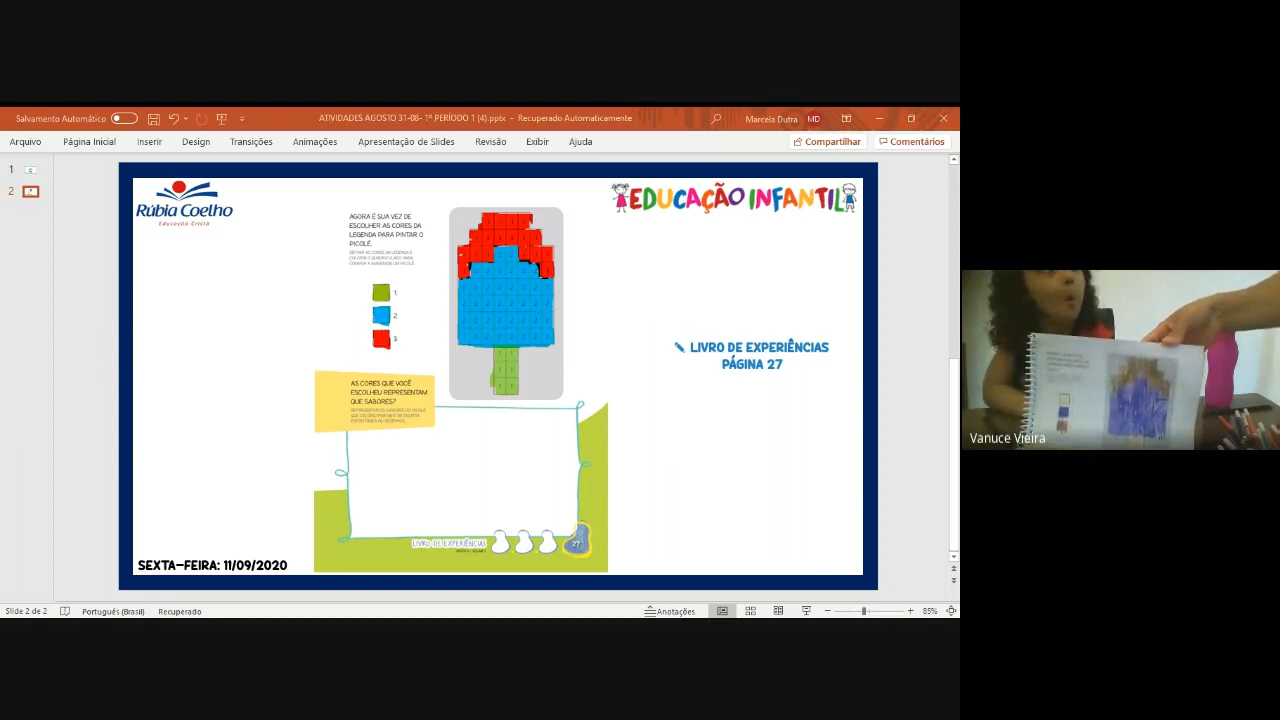 Salvamento Automático
ATIVIDADES AGOSTO 31-08- 1º PERÍODO 1 (4).pptx - Recuperado Automaticamente
Marcela Dutra MD
Arquivo Página Inicial Inserir Design Transições Animações Apresentação de Slides Revisão Exibir Ajuda Compartilhar Comentários
1
2
Rúbia Coelho
Educação Cristã
EDUCAÇÃO INFANTIL
AGORA É SUA VEZ DE
ESCOLHER AS CORES DA
LEGENDA PARA PINTAR O
PICOLÉ.
1
2
3
LIVRO DE EXPERIÊNCIAS
PÁGINA 27
AS CORES QUE VOCÊ
ESCOLHEU REPRESENTAM
QUE SABORES?
LIVRO DE EXPERIÊNCIAS
27
SEXTA-FEIRA: 11/09/2020
Vanuce Vieira
Slide 2 de 2 Português (Brasil) Recuperado Anotações 85%